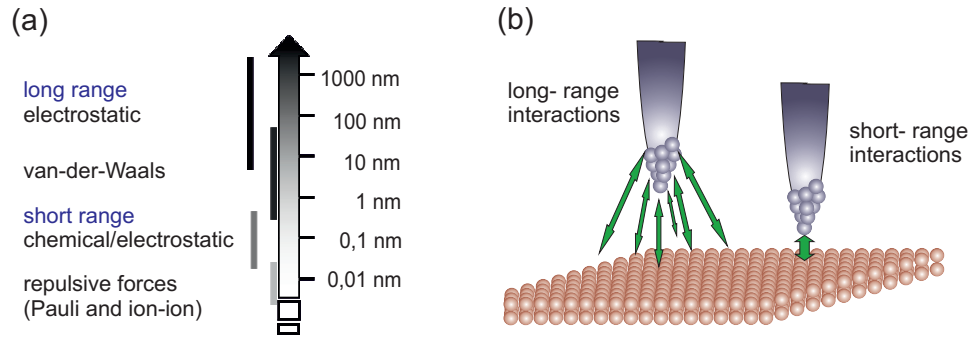 (a)
long range
electrostatic
van-der-Waals
short range
chemical/electrostatic
repulsive forces
(Pauli and ion-ion)
1000 nm
100 nm
10 nm
1 nm
0,1 nm
0,01 nm
(b)
long- range
interactions
short- range
interactions